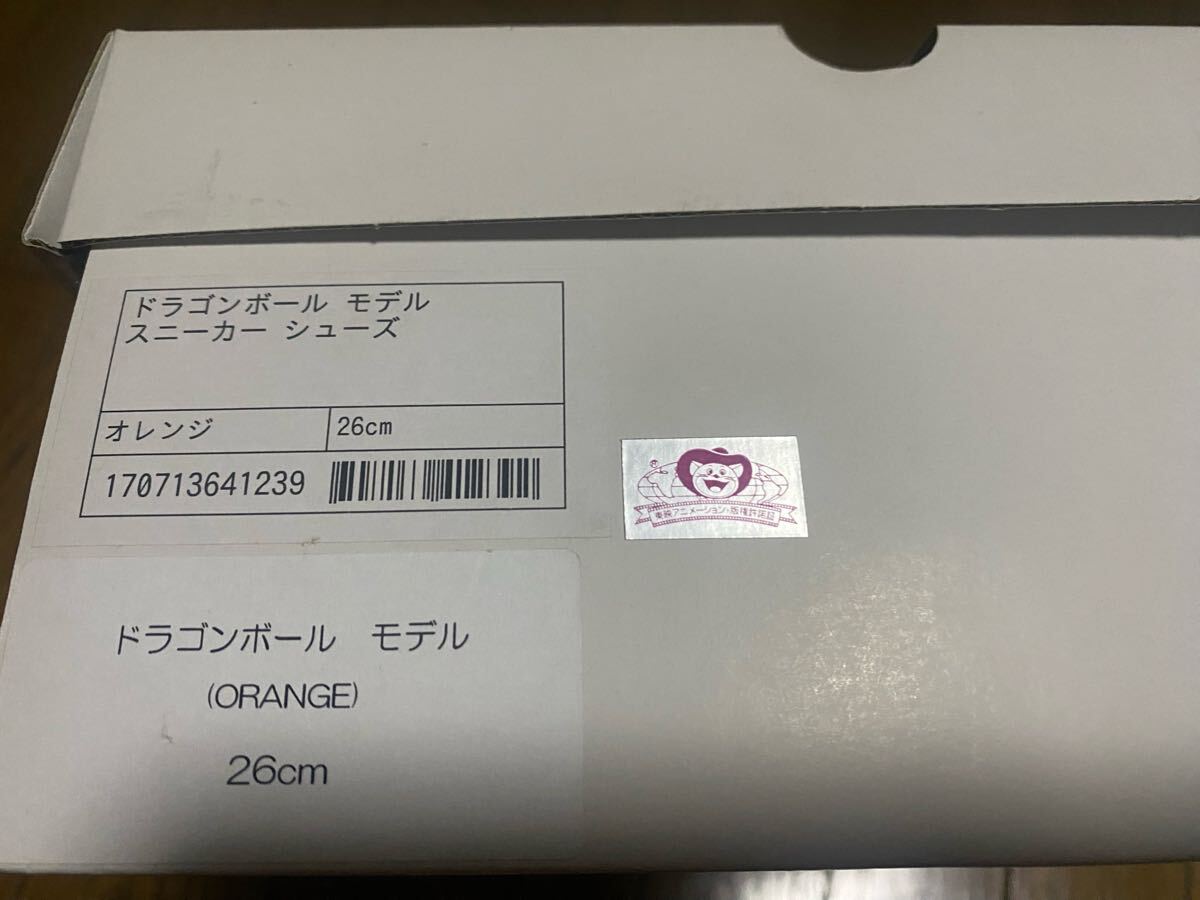 ドラゴンボール モデル
スニーカー シューズ
オレンジ
26cm
170713641239
東映アニメーション・版権許諾証
ドラゴンボール モデル
(ORANGE)
26cm